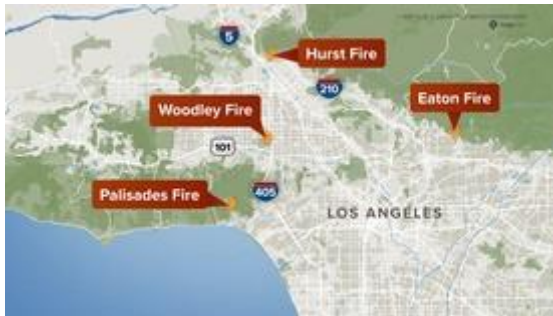 5
Hurst Fire
210
Eaton Fire
Woodley Fire
101
Palisades Fire
405
LOS ANGELES